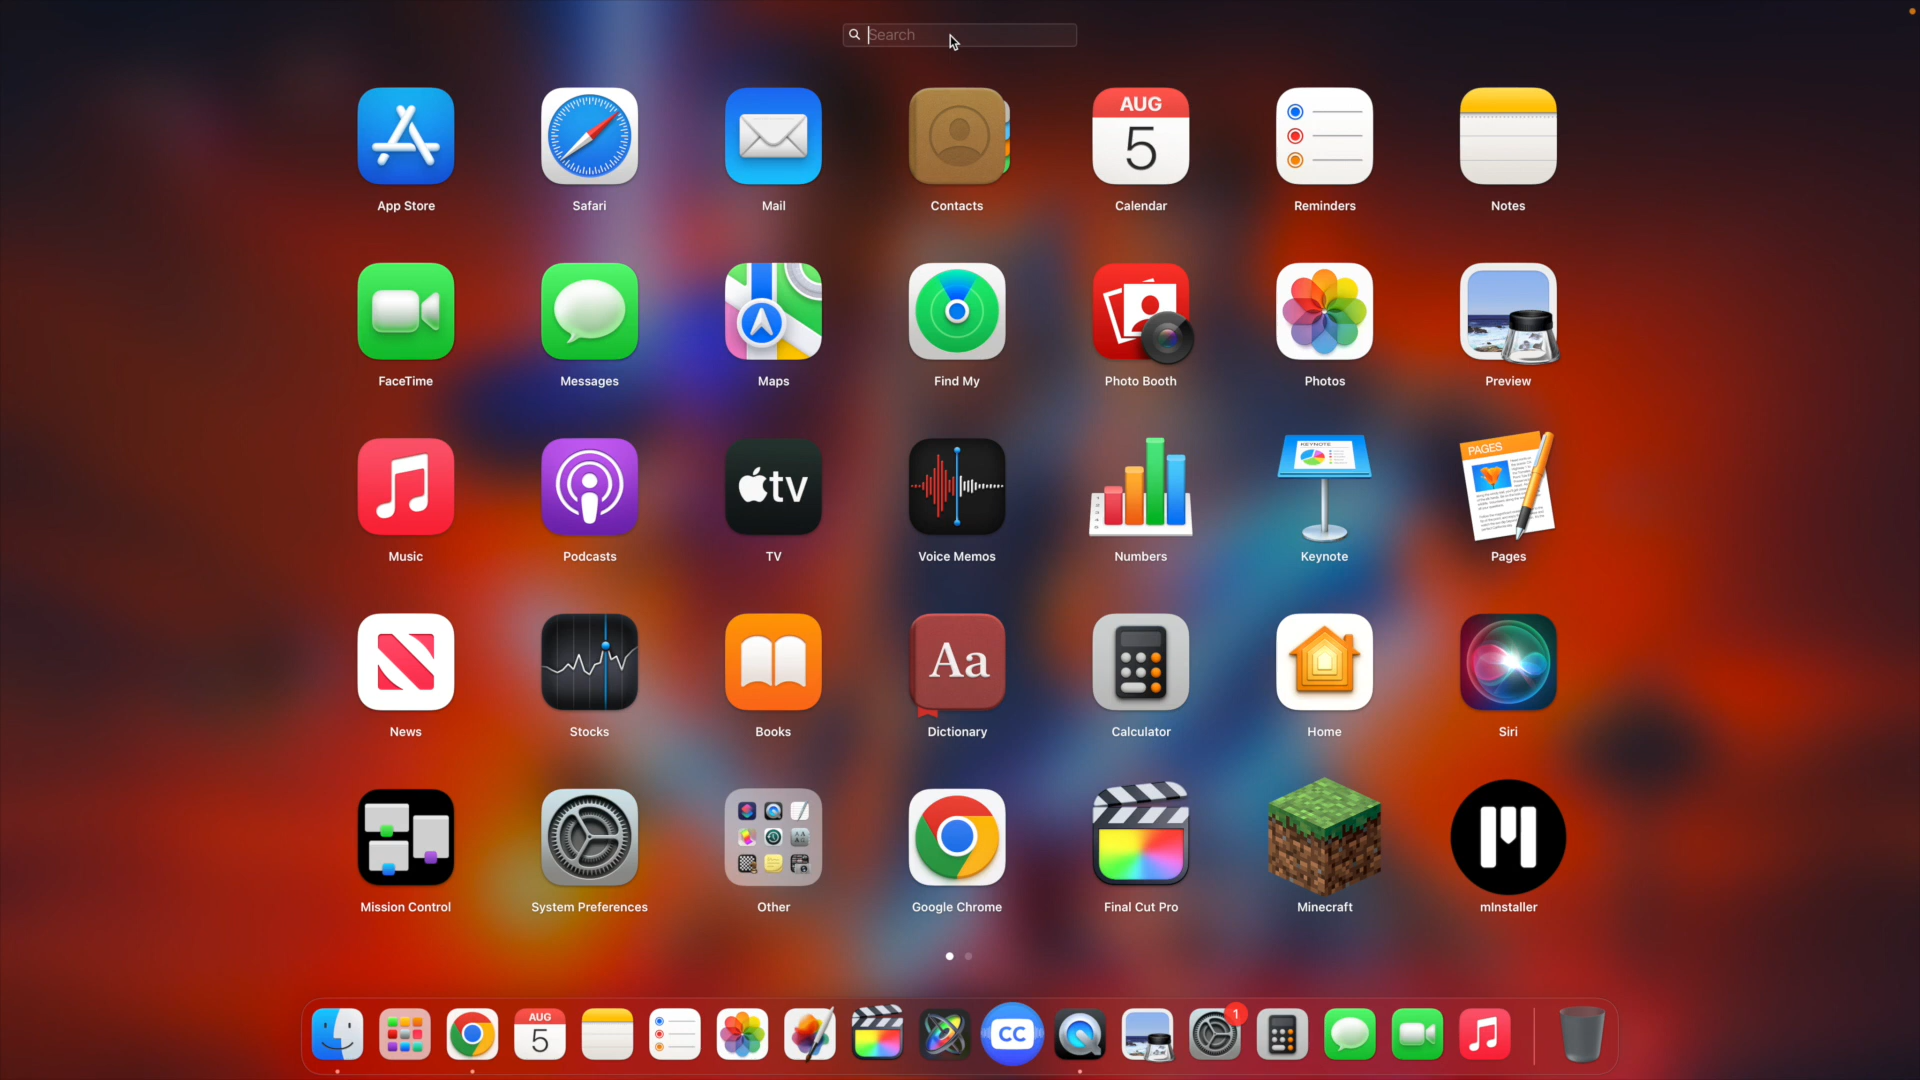 Search
AUG
5
App Store
Safari
Mail
Contacts
Calendar
Reminders
Notes
FaceTime
Messages
Maps
Find My
Photo Booth
Photos
Preview
tv
KEYNOTE
PAGES
Music
Podcasts
TV
Voice Memos
Numbers
Keynote
Pages
Aa
News
Stocks
Books
Dictionary
Calculator
Home
Siri
Mission Control
System Preferences
Other
Google Chrome
Final Cut Pro
Minecraft
mInstaller
AUG
5
CC
1